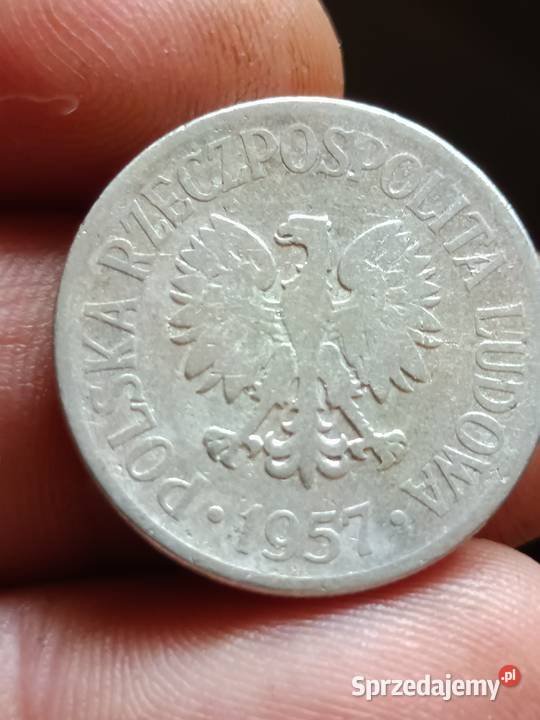 POLSKA RZECZPOSPOLITA LUDOWA
· 1957 ·
Sprzedajemy.pl